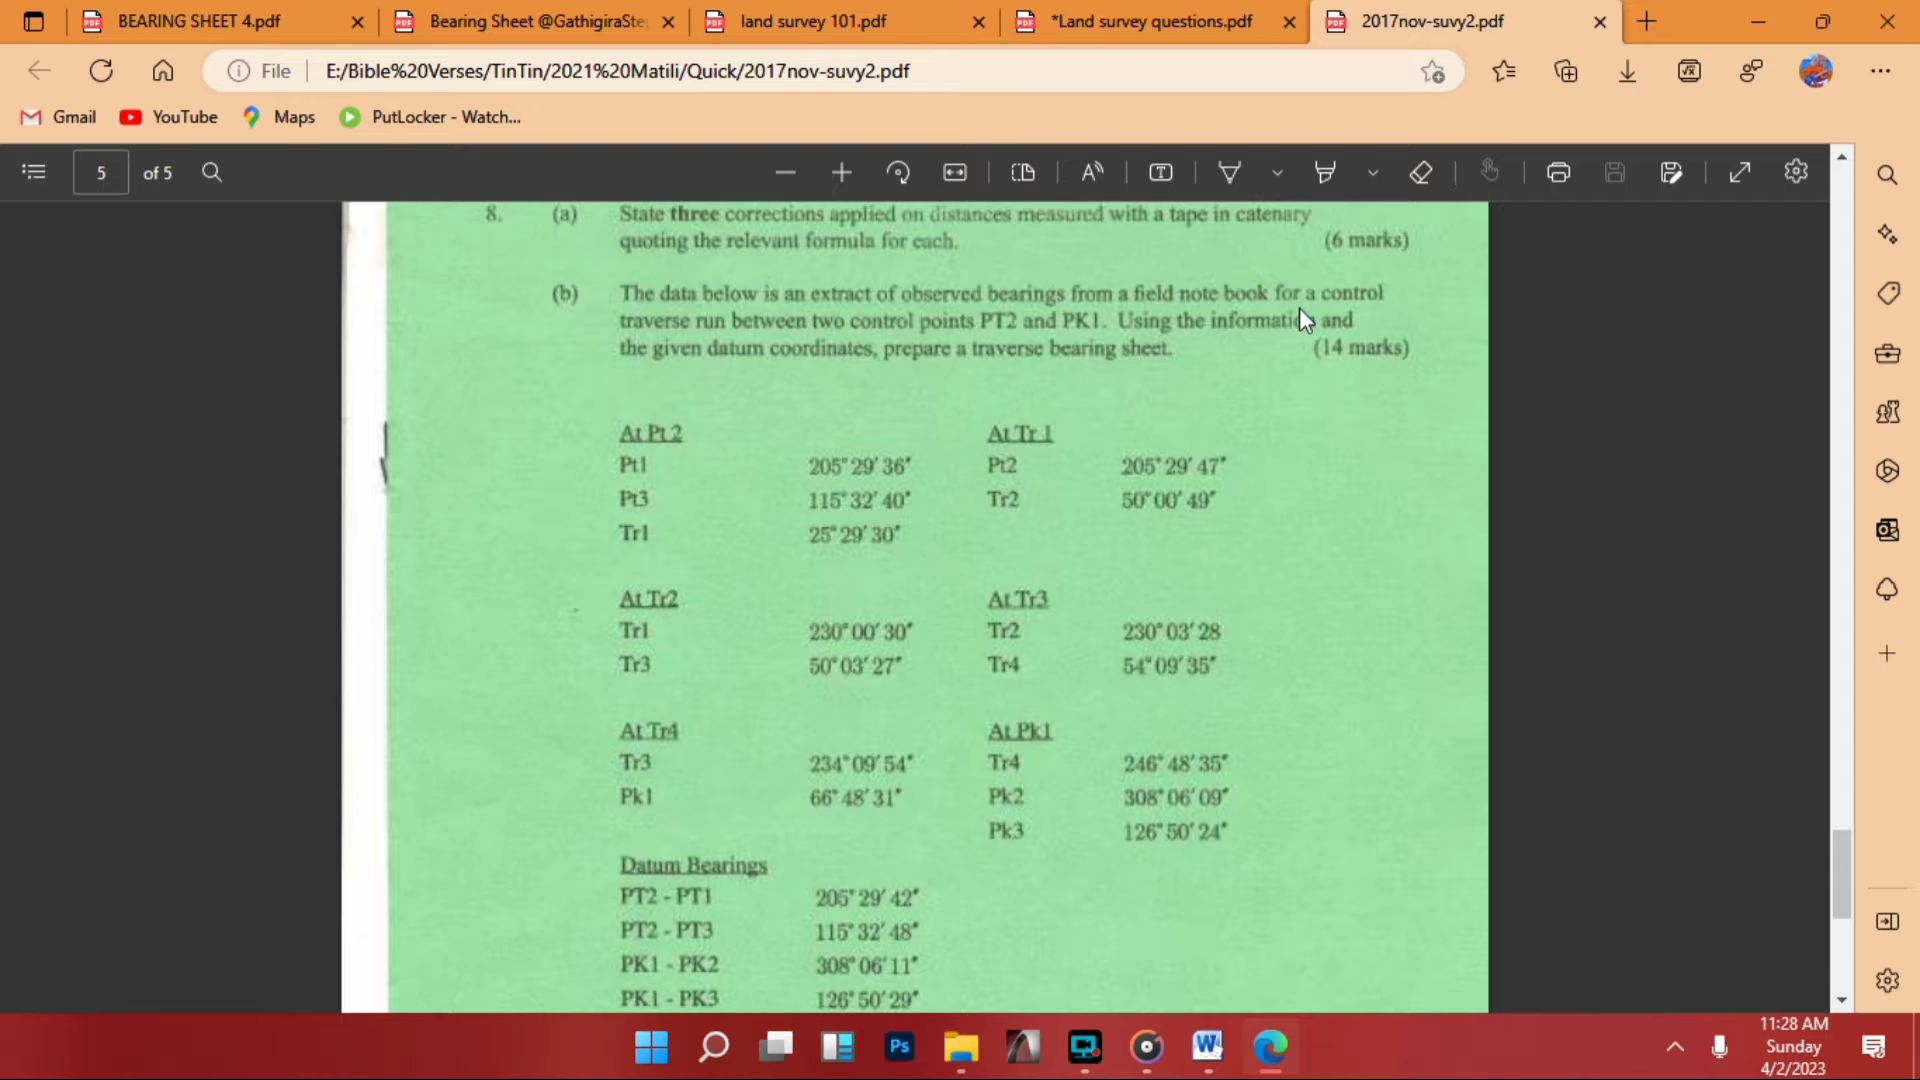 BEARING SHEET 4.pdf
Bearing Sheet @GathigiraSte
land survey 101.pdf
*Land survey questions.pdf
2017nov-suvy2.pdf
File
E:/Bible%20Verses/TinTin/2021%20Matili/Quick/2017nov-suvy2.pdf
Gmail
YouTube
Maps
PutLocker - Watch...
5 of 5
8. (a) State three corrections applied on distances measured with a tape in catenary
quoting the relevant formula for each. (6 marks)
(b) The data below is an extract of observed bearings from a field note book for a control
traverse run between two control points PT2 and PK1. Using the information and
the given datum coordinates, prepare a traverse bearing sheet. (14 marks)
At Pt 2
Pt1 205° 29' 36"
Pt3 115° 32' 40"
Tr1 25° 29' 30"
At Tr 1
Pt2 205° 29' 47"
Tr2 50° 00' 49"
At Tr2
Tr1 230° 00' 30"
Tr3 50° 03' 27"
At Tr3
Tr2 230° 03' 28
Tr4 54° 09' 35"
At Tr4
Tr3 234° 09' 54"
Pk1 66° 48' 31"
At Pk1
Tr4 246° 48' 35"
Pk2 308° 06' 09"
Pk3 126° 50' 24"
Datum Bearings
PT2 - PT1 205° 29' 42"
PT2 - PT3 115° 32' 48"
PK1 - PK2 308° 06' 11"
PK1 - PK3 126° 50' 29"
Ps
W
11:28 AM
Sunday
4/2/2023